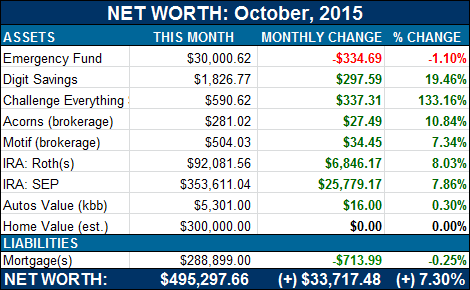 NET WORTH: October, 2015
ASSETS THIS MONTH MONTHLY CHANGE % CHANGE
Emergency Fund $30,000.62 -$334.69 -1.10%
Digit Savings $1,826.77 $297.59 19.46%
Challenge Everything $590.62 $337.31 133.16%
Acorns (brokerage) $281.02 $27.49 10.84%
Motif (brokerage) $504.03 $34.45 7.34%
IRA: Roth(s) $92,081.56 $6,846.17 8.03%
IRA: SEP $353,611.04 $25,779.17 7.86%
Autos Value (kbb) $5,301.00 $16.00 0.30%
Home Value (est.) $300,000.00 $0.00 0.00%
LIABILITIES
Mortgage(s) $288,899.00 -$713.99 -0.25%
NET WORTH: $495,297.66 (+) $33,717.48 (+) 7.30%